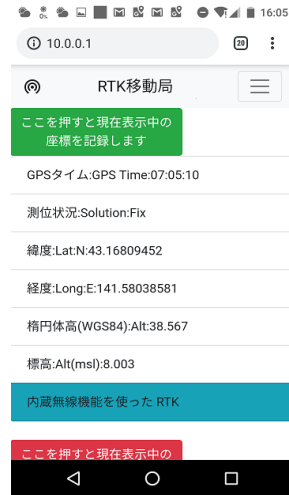 0%
16:05
10.0.0.1
20
RTK移動局
ここを押すと現在表示中の
座標を記録します
GPSタイム:GPS Time:07:05:10
測位状況:Solution:Fix
緯度:Lat:N:43.16809452
経度:Long:E:141.58038581
楕円体高(WGS84):Alt:38.567
標高:Alt(msl):8.003
内蔵無線機能を使った RTK
ここを押すと現在表示中の